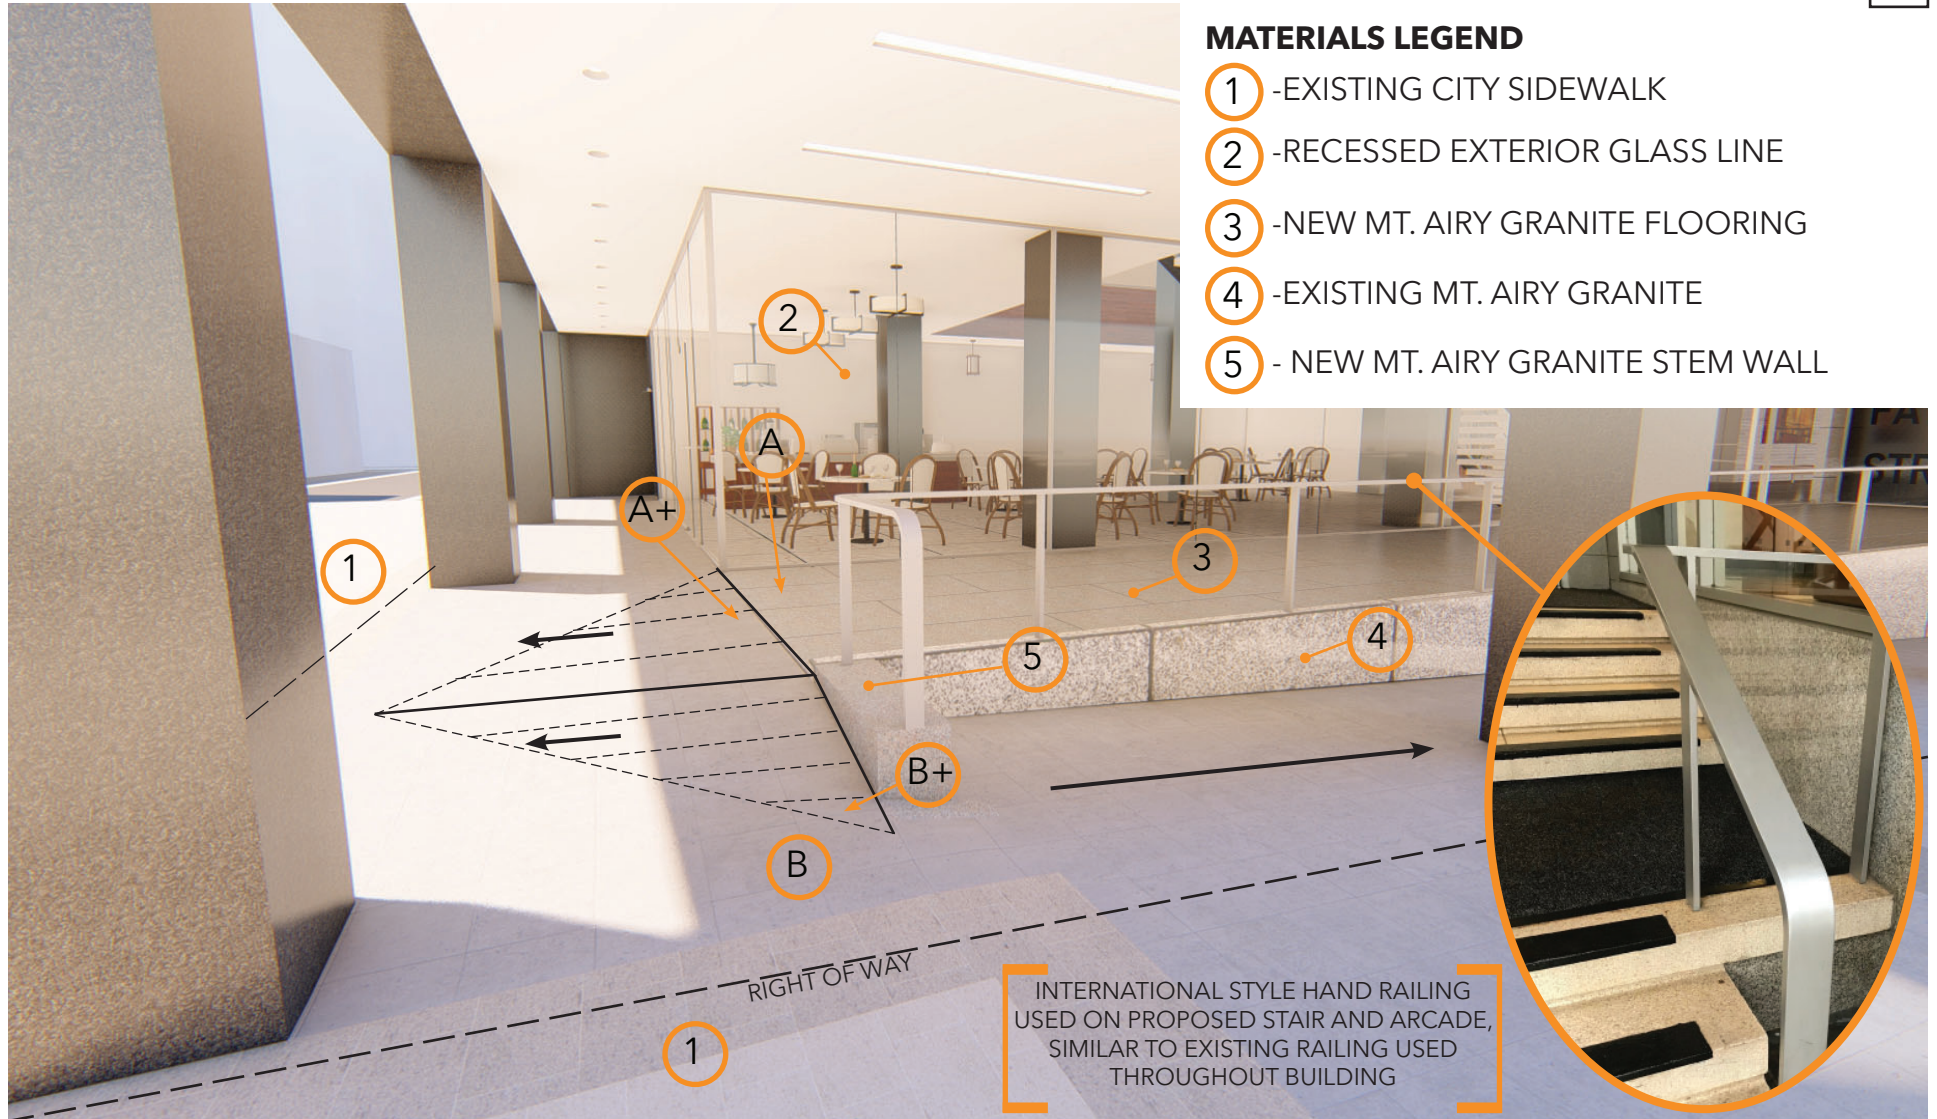 MATERIALS LEGEND
1 -EXISTING CITY SIDEWALK
2 -RECESSED EXTERIOR GLASS LINE
3 -NEW MT. AIRY GRANITE FLOORING
4 -EXISTING MT. AIRY GRANITE
5 - NEW MT. AIRY GRANITE STEM WALL
2
A
A+
1
3
4
5
B+
B
RIGHT OF WAY
1
INTERNATIONAL STYLE HAND RAILING
USED ON PROPOSED STAIR AND ARCADE,
SIMILAR TO EXISTING RAILING USED
THROUGHOUT BUILDING